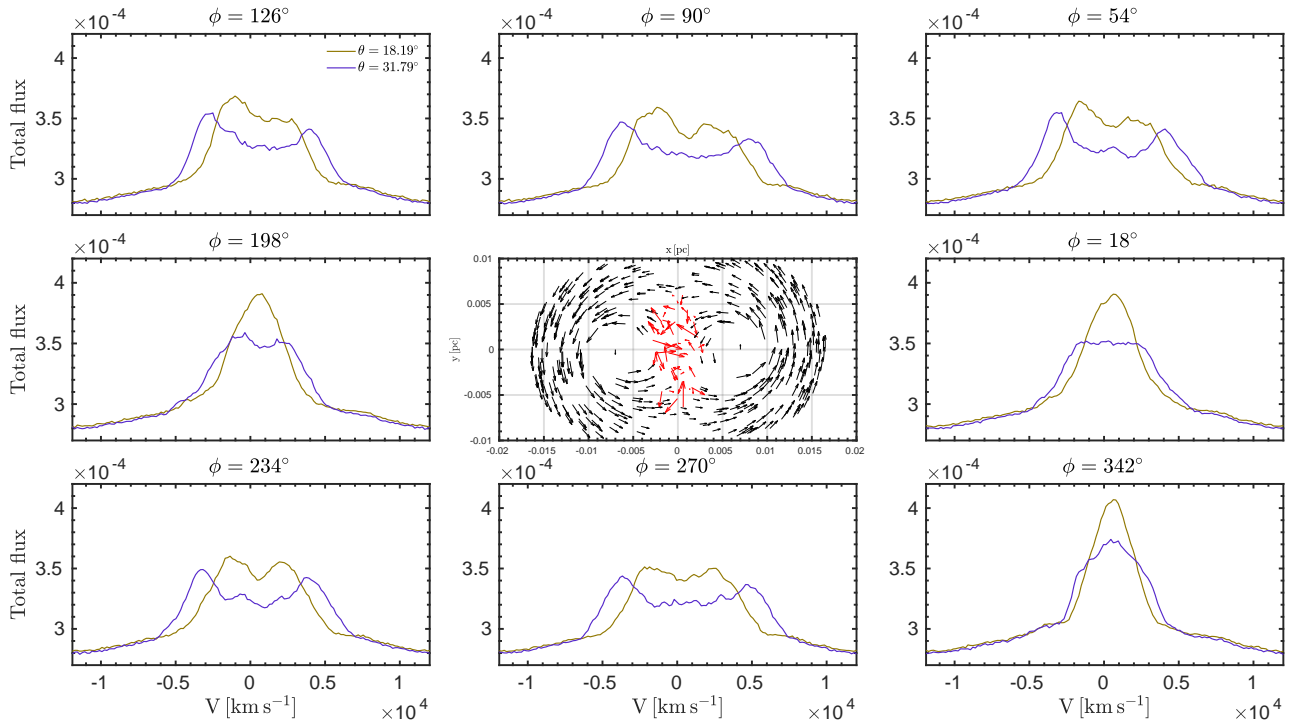 ϕ = 126° ϕ = 90° ϕ = 54°
×10⁻⁴ ×10⁻⁴ ×10⁻⁴
4 4 4
θ = 18.19°
θ = 31.79°
3.5 3.5 3.5
3 3 3
Total flux
ϕ = 198° x [pc] ϕ = 18°
×10⁻⁴ ×10⁻⁴
4 0.01 4
0.005
3.5 0 3.5
-0.005
3 -0.01 3
Total flux y [pc]
-0.02 -0.015 -0.01 -0.005 0 0.005 0.01 0.015 0.02
ϕ = 234° ϕ = 270° ϕ = 342°
×10⁻⁴ ×10⁻⁴ ×10⁻⁴
4 4 4
3.5 3.5 3.5
3 3 3
Total flux
-1 -0.5 0 0.5 1 -1 -0.5 0 0.5 1 -1 -0.5 0 0.5 1
V [km s⁻¹] V [km s⁻¹] V [km s⁻¹]
×10⁴ ×10⁴ ×10⁴